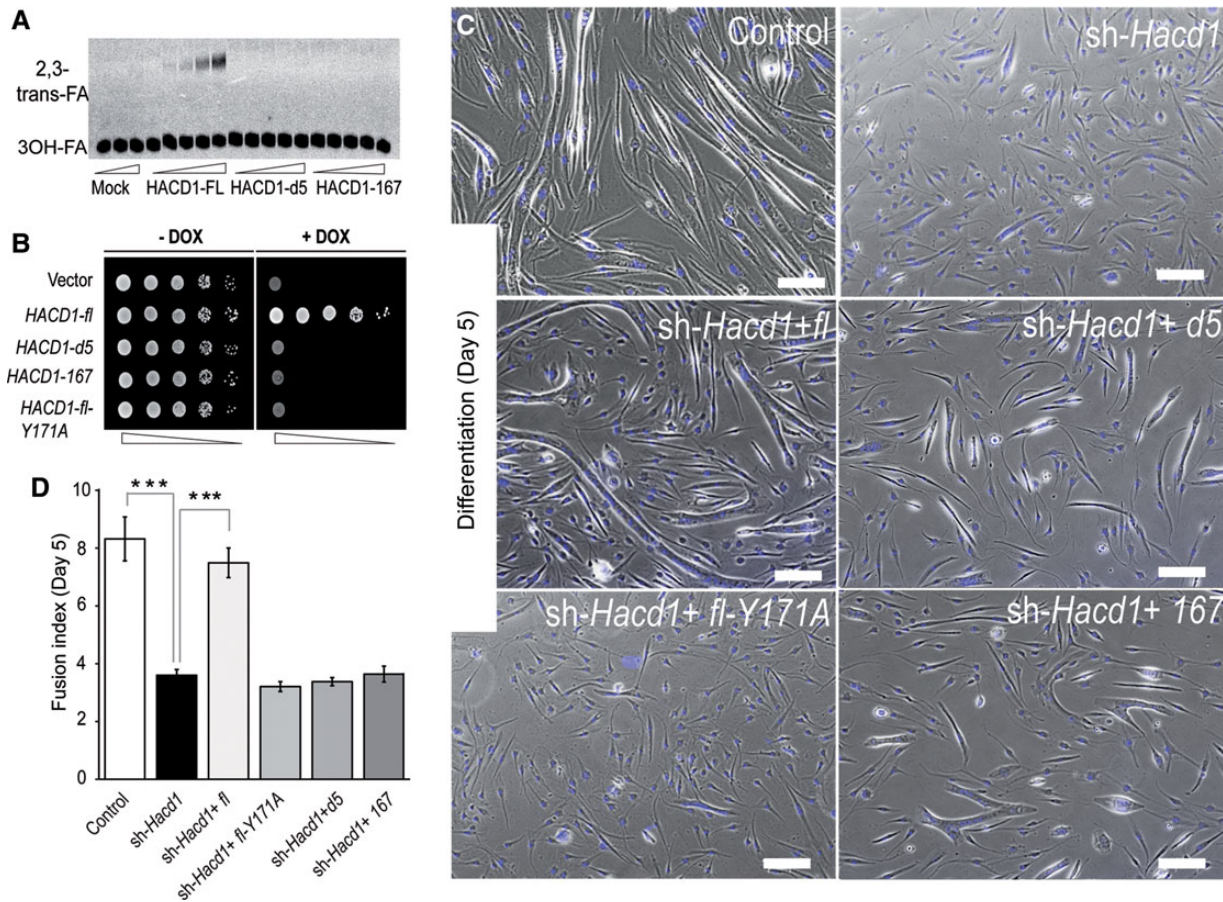 A
2,3-
trans-FA
3OH-FA
Mock HACD1-FL HACD1-d5 HACD1-167
B
- DOX + DOX
Vector
HACD1-fl
HACD1-d5
HACD1-167
HACD1-fl-
Y171A
C
Differentiation (Day 5)
Control
sh-Hacd1
sh-Hacd1+fl
sh-Hacd1+ d5
sh-Hacd1+ fl-Y171A
sh-Hacd1+ 167
D
Fusion index (Day 5)
10
8
6
4
2
0
*** ***
Control
sh-Hacd1
sh-Hacd1+ fl
sh-Hacd1+ fl-Y171A
sh-Hacd1+d5
sh-Hacd1+ 167